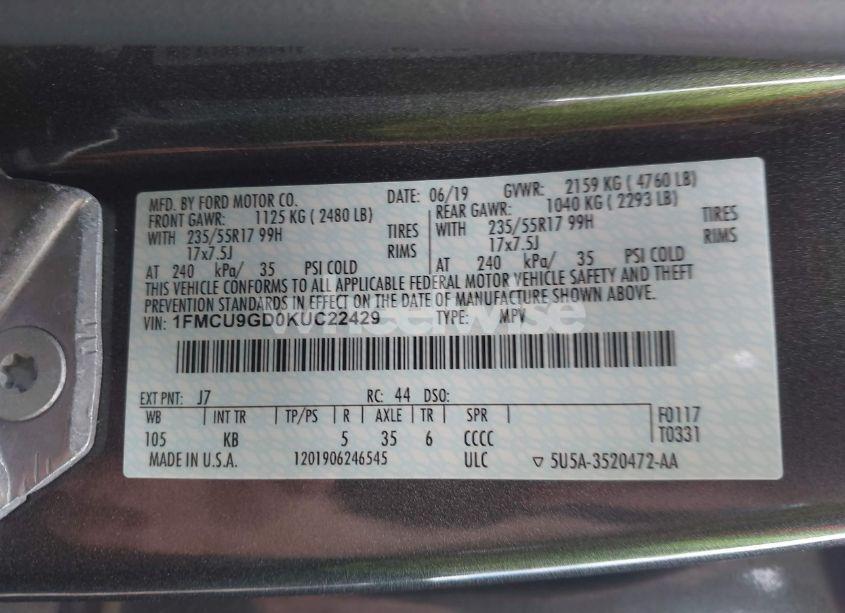 MFD. BY FORD MOTOR CO. DATE: 06/19 GVWR: 2159 KG ( 4760 LB)
FRONT GAWR: 1125 KG ( 2480 LB) REAR GAWR: 1040 KG ( 2293 LB)
WITH 235/55R17 99H TIRES WITH 235/55R17 99H TIRES
17x7.5J RIMS 17x7.5J RIMS
AT 240 kPa/ 35 PSI COLD AT 240 kPa/ 35 PSI COLD
THIS VEHICLE CONFORMS TO ALL APPLICABLE FEDERAL MOTOR VEHICLE SAFETY AND THEFT
PREVENTION STANDARDS IN EFFECT ON THE DATE OF MANUFACTURE SHOWN ABOVE.
VIN: 1FMCU9GD0KUC22429 TYPE: MPV
EXT PNT: J7 RC: 44 DSO:
WB INT TR TP/PS R AXLE TR SPR F0117
105 KB 5 35 6 CCCC T0331
MADE IN U.S.A. 1201906246545 ULC ▽ 5U5A-3520472-AA